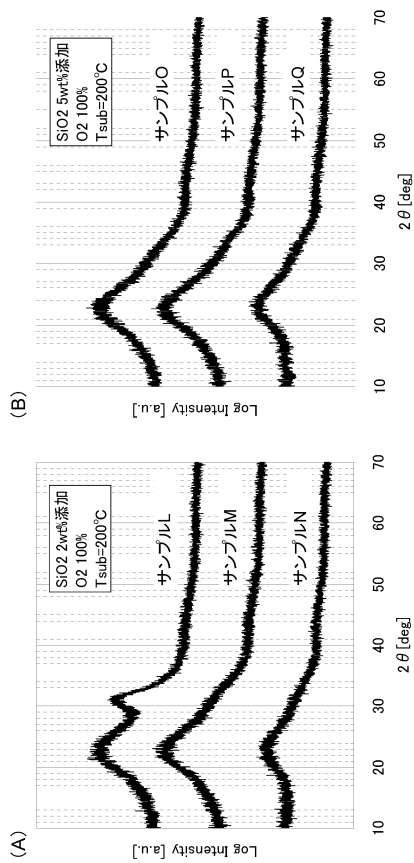 (A)
SiO2 2wt%添加
O2 100%
Tsub=200℃
サンプルL
サンプルM
サンプルN
Log Intensity [a.u.]
10 20 30 40 50 60 70
2θ [deg]
(B)
SiO2 5wt%添加
O2 100%
Tsub=200℃
サンプルO
サンプルP
サンプルQ
Log Intensity [a.u.]
10 20 30 40 50 60 70
2θ [deg]